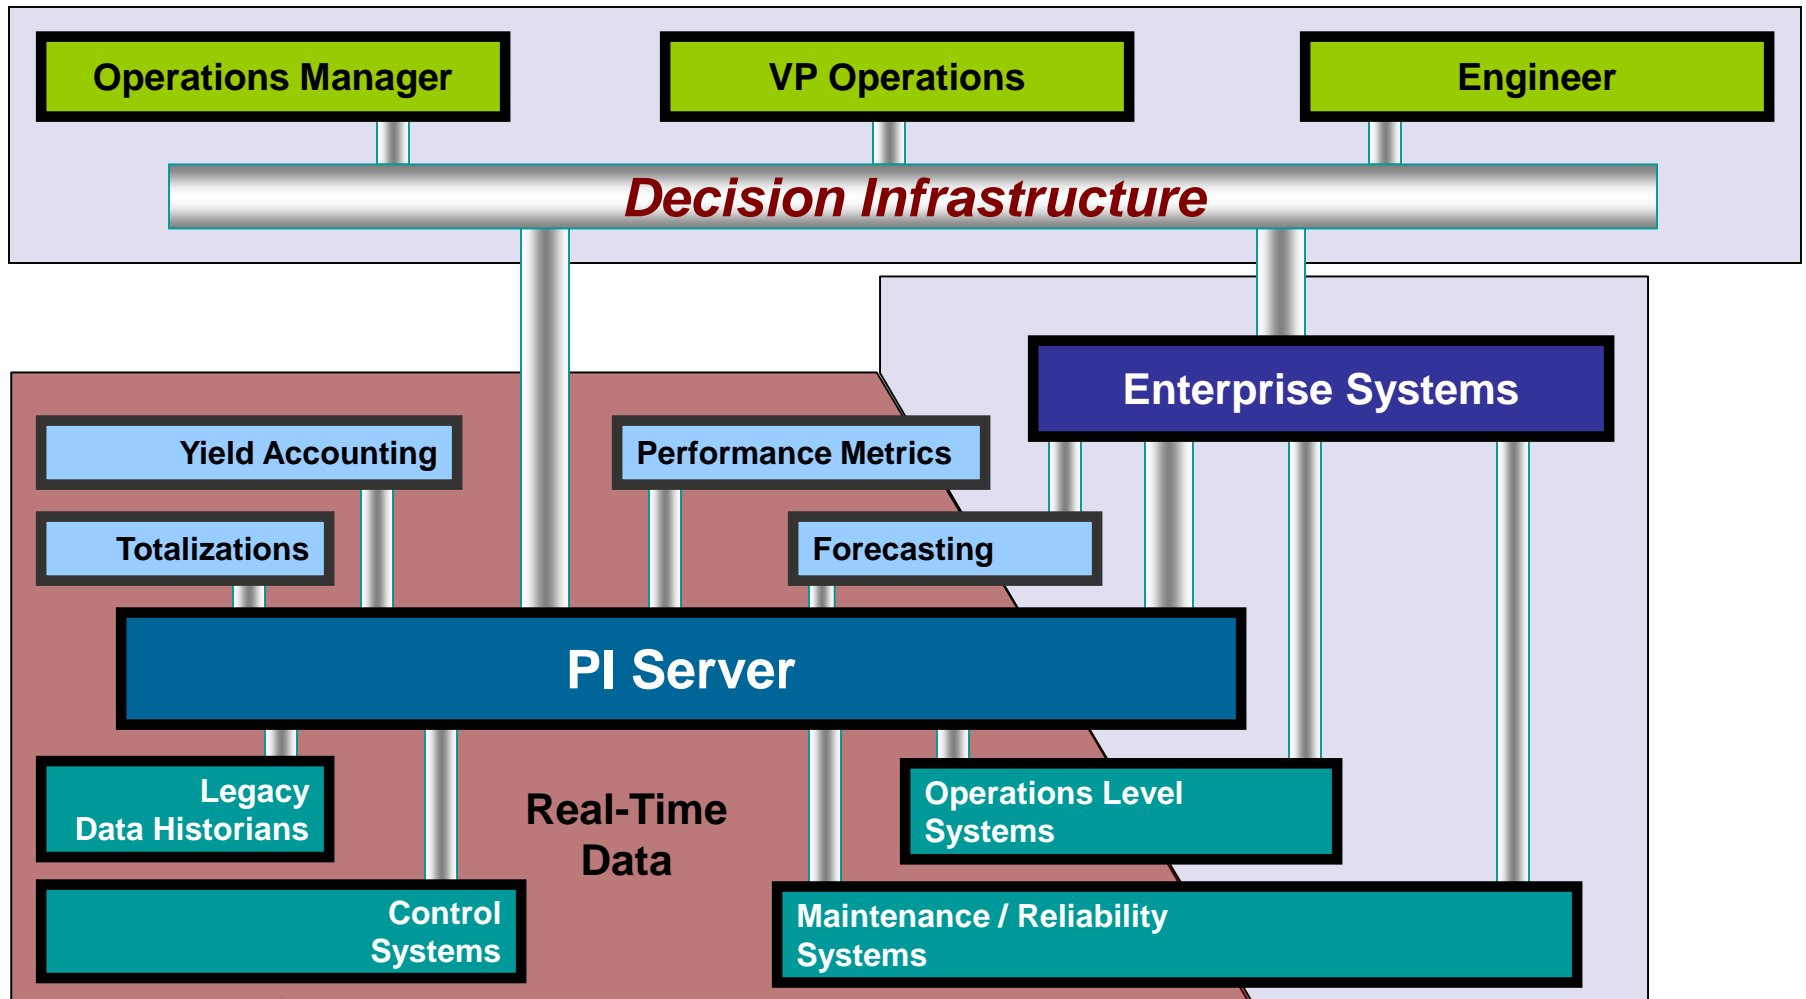 Operations Manager
VP Operations
Engineer
Decision Infrastructure
Enterprise Systems
Yield Accounting
Performance Metrics
Totalizations
Forecasting
PI Server
Legacy
Data Historians
Real-Time
Data
Operations Level
Systems
Control
Systems
Maintenance / Reliability
Systems